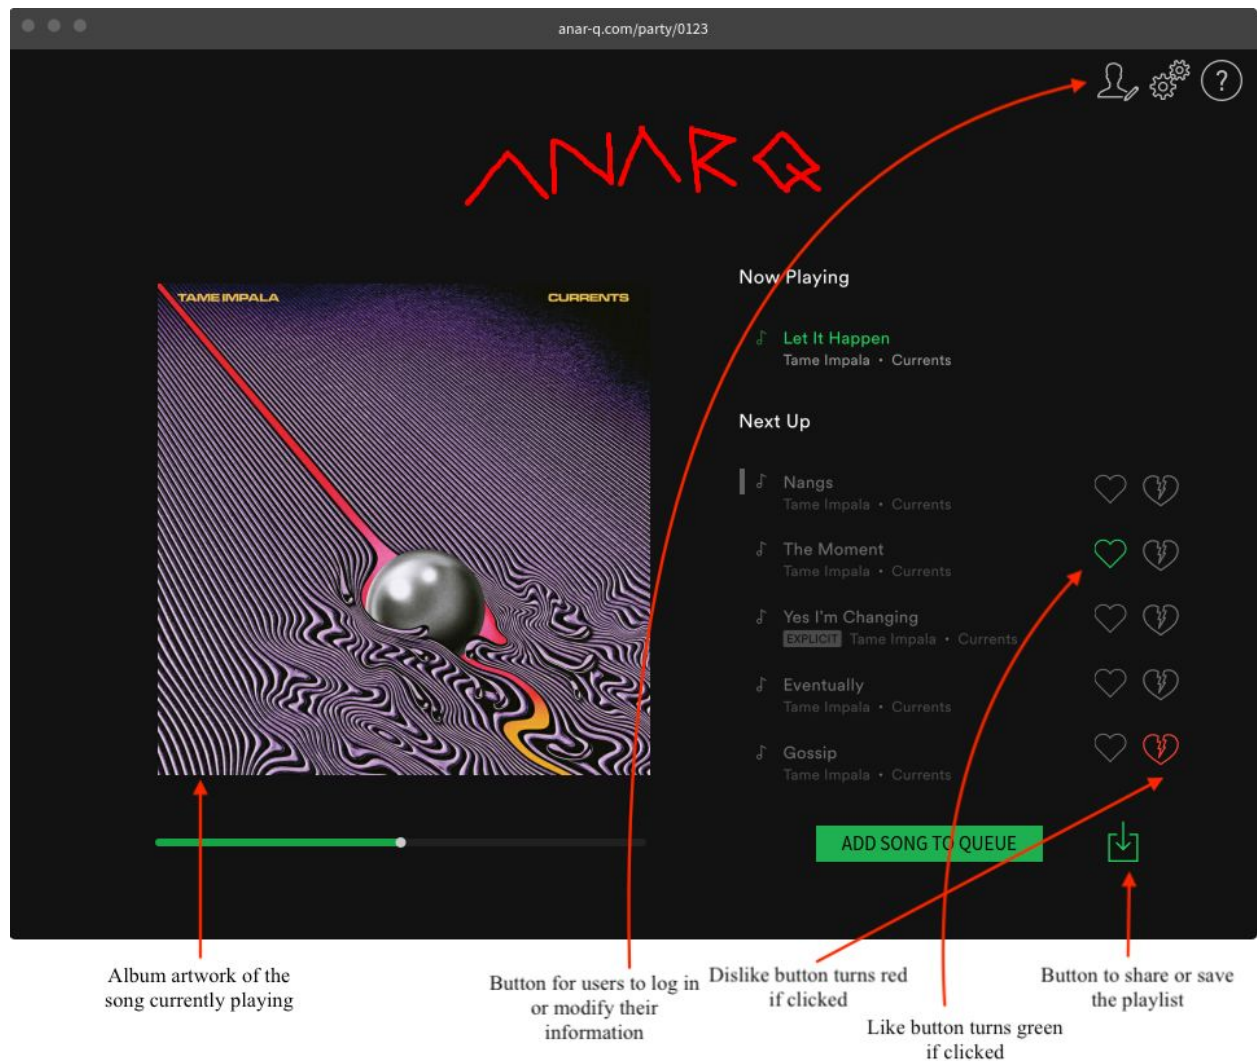 anar-q.com/party/0123
?
ANARQ
TAME IMPALA CURRENTS
Now Playing
Let It Happen
Tame Impala • Currents
Next Up
Nangs
Tame Impala • Currents
The Moment
Tame Impala • Currents
Yes I'm Changing
EXPLICIT Tame Impala • Currents
Eventually
Tame Impala • Currents
Gossip
Tame Impala • Currents
ADD SONG TO QUEUE
Album artwork of the
song currently playing
Button for users to log in
or modify their
information
Dislike button turns red
if clicked
Like button turns green
if clicked
Button to share or save
the playlist